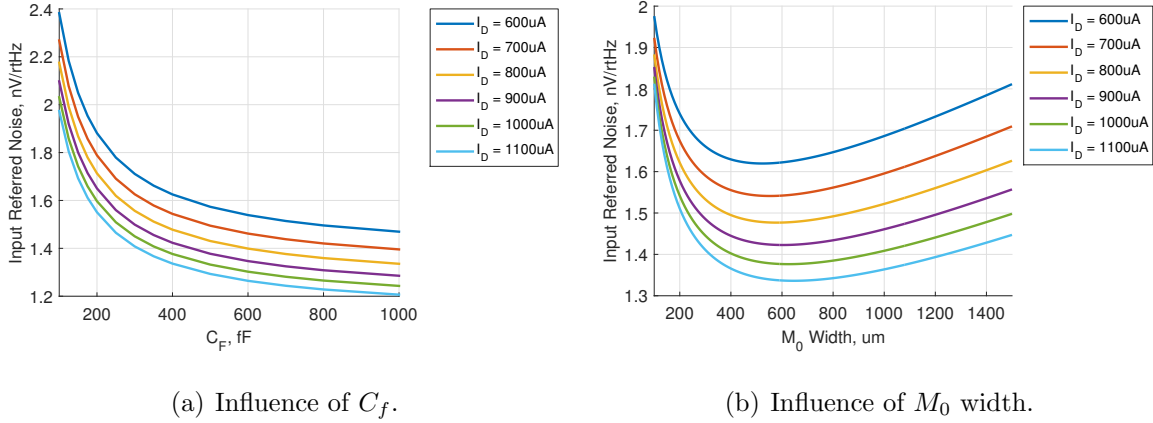 2.4
2.2
2
1.8
1.6
1.4
1.2
200
400
600
800
1000
C_F, fF
Input Referred Noise, nV/rtHz
I_D = 600uA
I_D = 700uA
I_D = 800uA
I_D = 900uA
I_D = 1000uA
I_D = 1100uA
2
1.9
1.8
1.7
1.6
1.5
1.4
1.3
200
400
600
800
1000
1200
1400
M_0 Width, um
Input Referred Noise, nV/rtHz
I_D = 600uA
I_D = 700uA
I_D = 800uA
I_D = 900uA
I_D = 1000uA
I_D = 1100uA
(a) Influence of C_f.
(b) Influence of M_0 width.